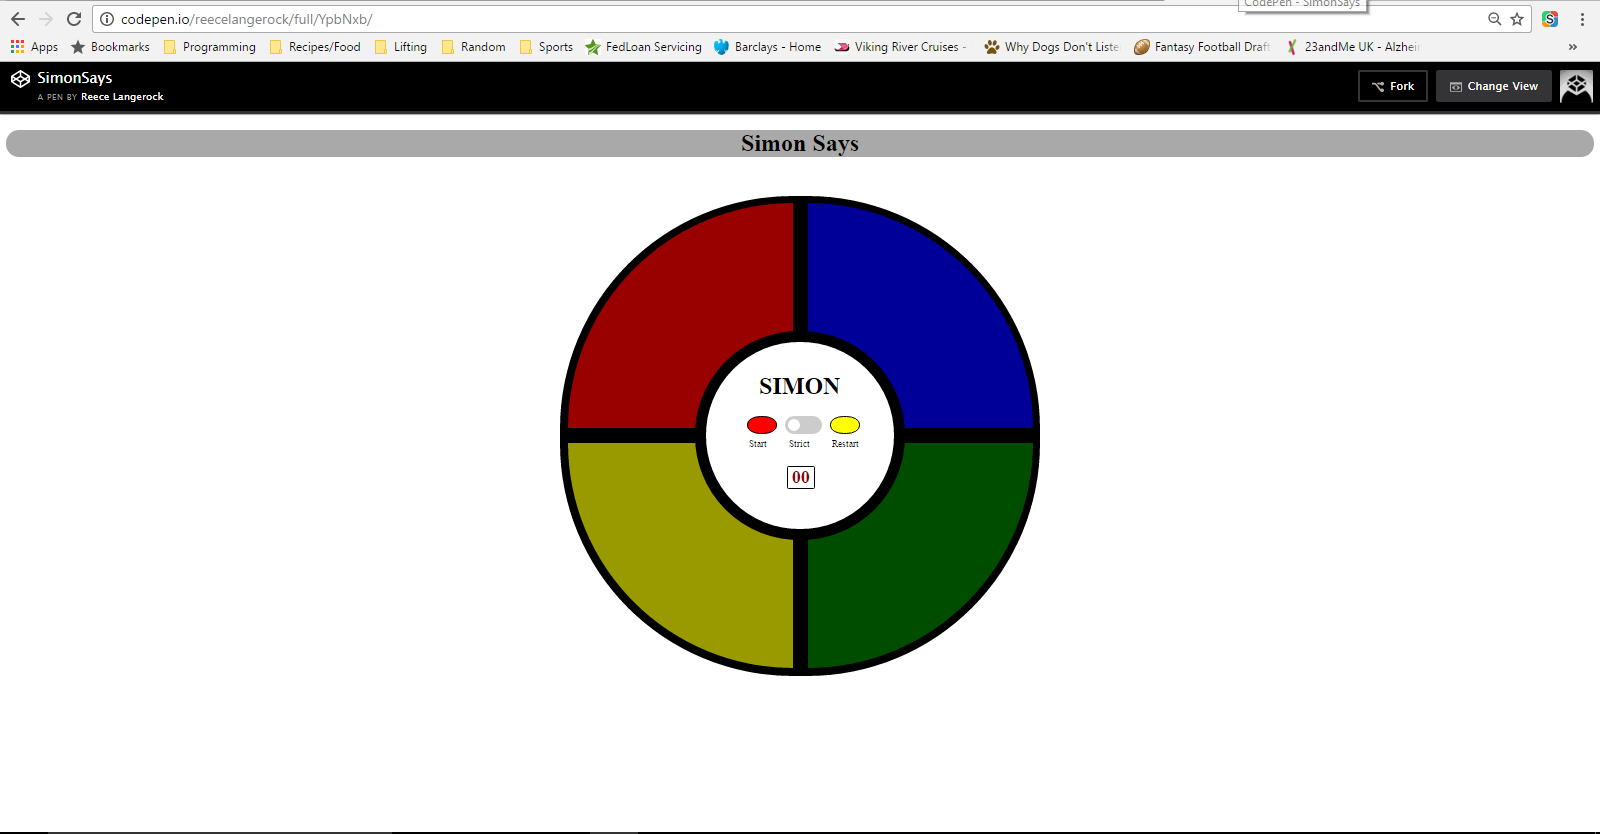 CodePen - SimonSays
codepen.io/reecelangerock/full/YpbNxb/
Apps Bookmarks Programming Recipes/Food Lifting Random Sports FedLoan Servicing Barclays - Home Viking River Cruises - Why Dogs Don't Liste Fantasy Football Draft 23andMe UK - Alzhei »
SimonSays
A PEN BY Reece Langerock
Fork Change View
Simon Says
SIMON
Start Strict Restart
00